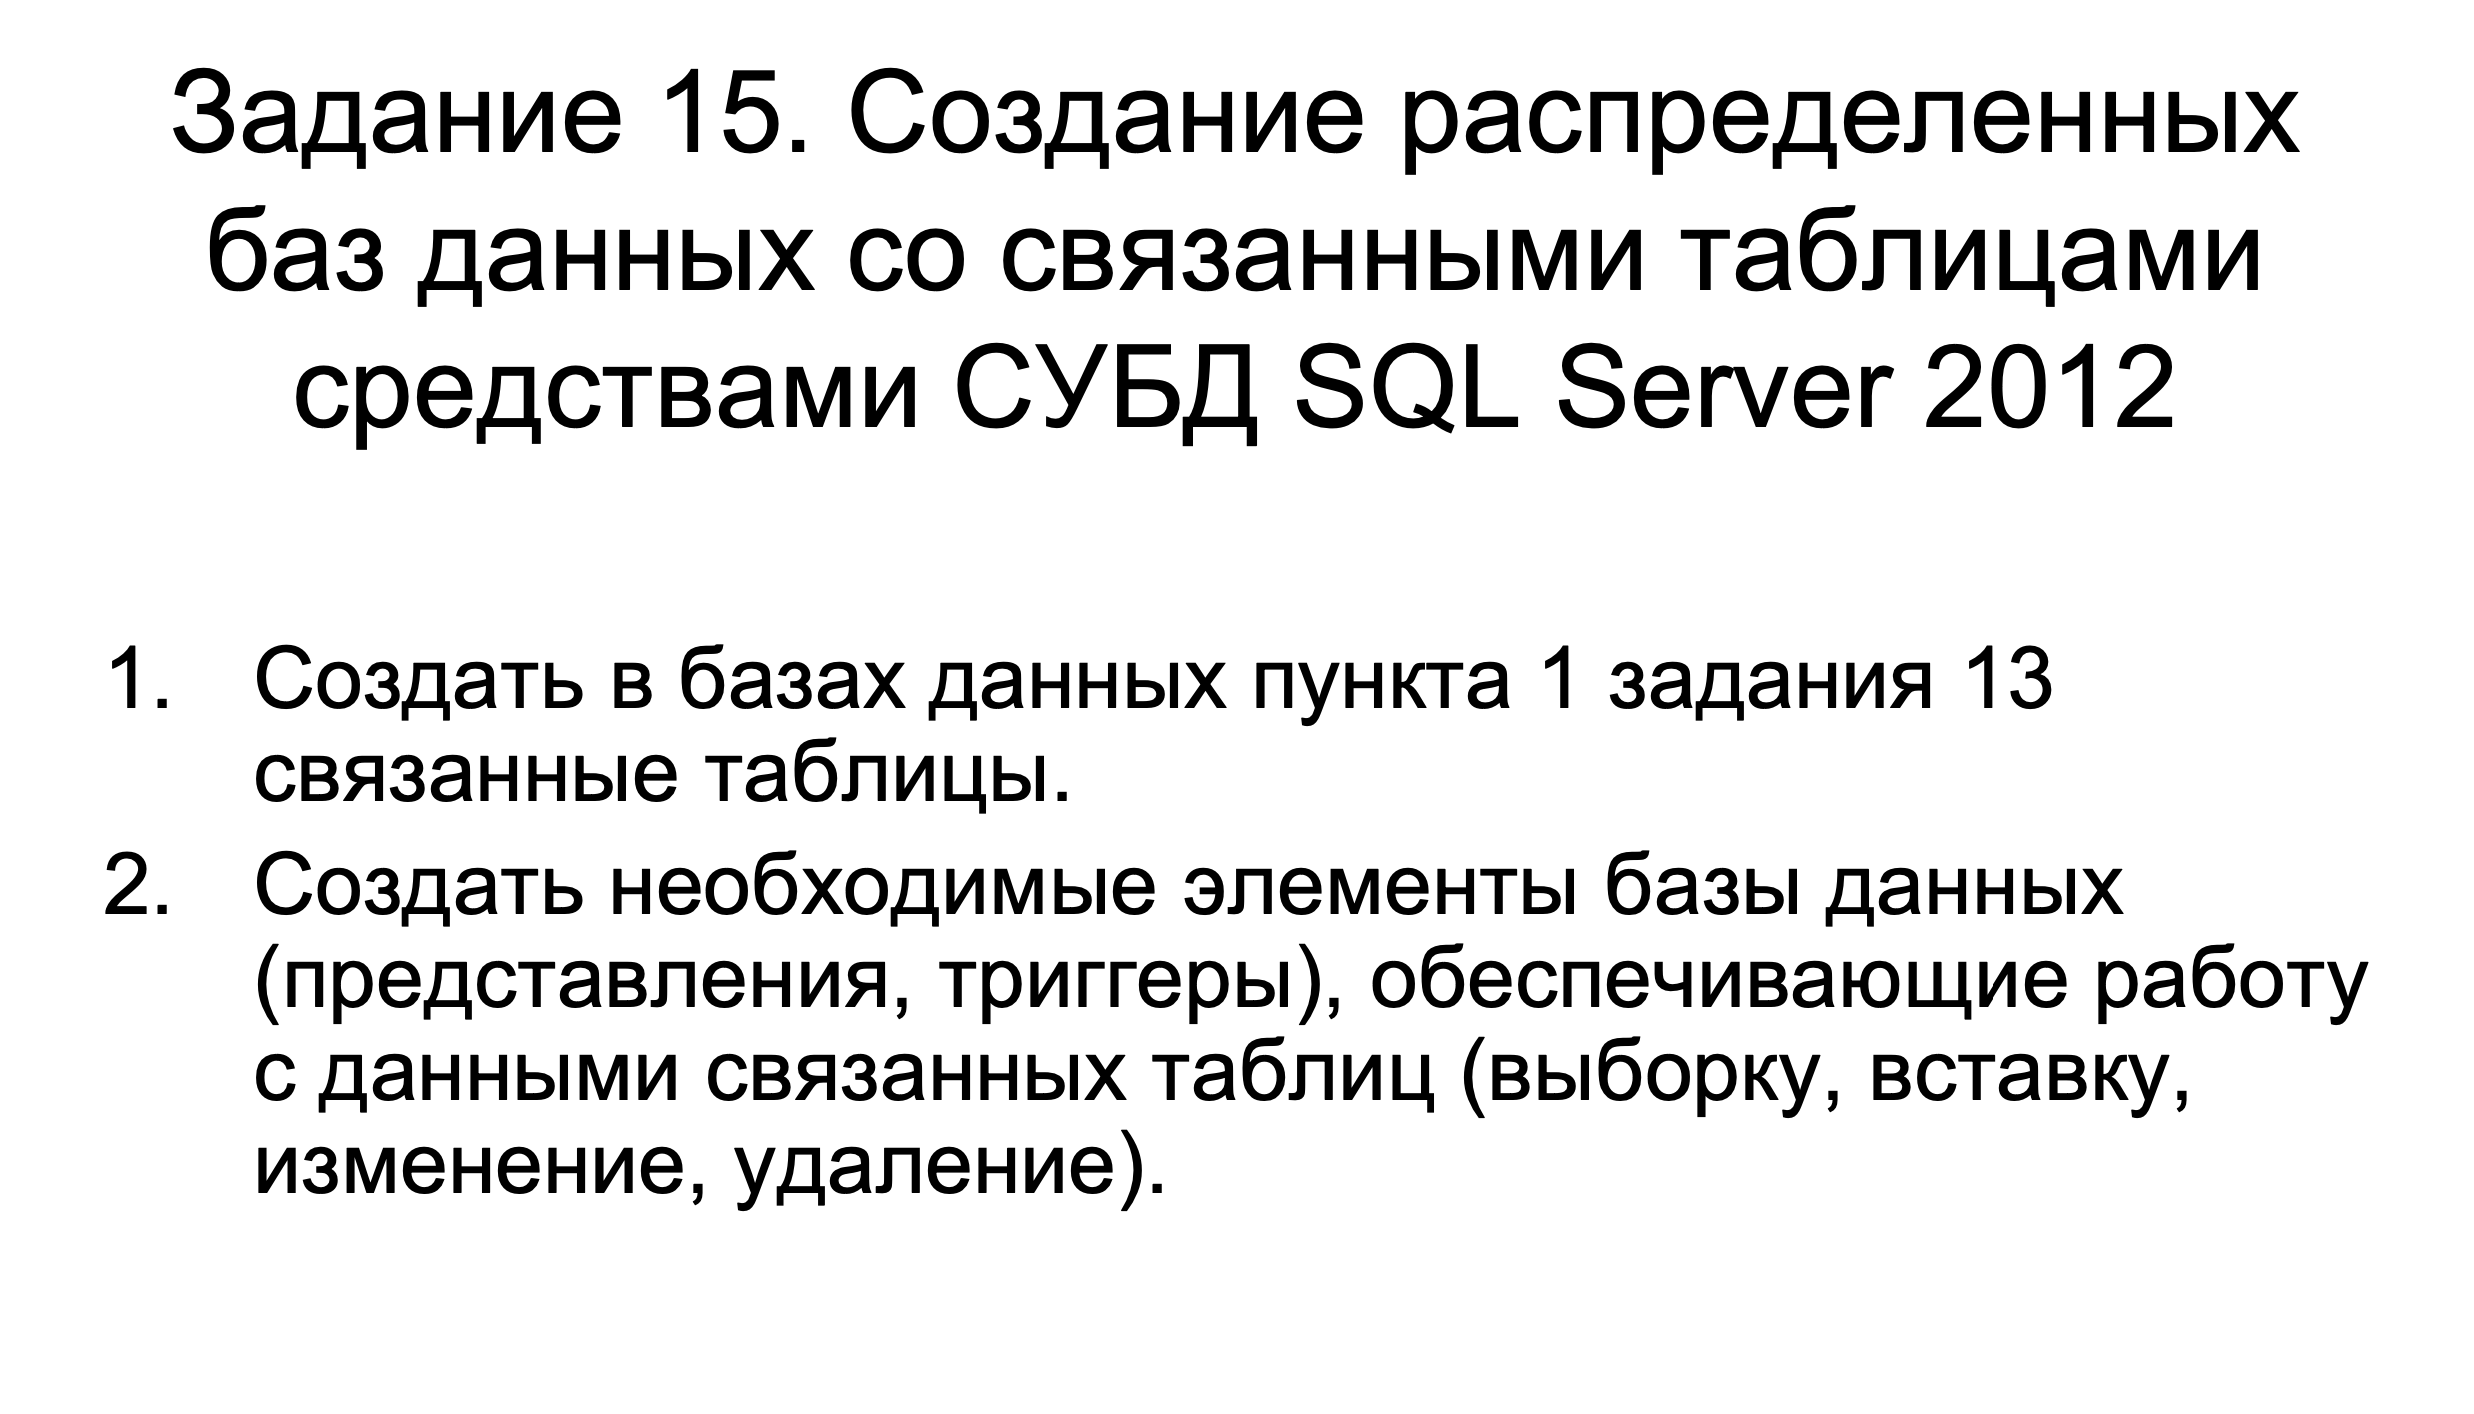 Задание 15. Создание распределенных
баз данных со связанными таблицами
средствами СУБД SQL Server 2012
1. Создать в базах данных пункта 1 задания 13
связанные таблицы.
2. Создать необходимые элементы базы данных
(представления, триггеры), обеспечивающие работу
с данными связанных таблиц (выборку, вставку,
изменение, удаление).